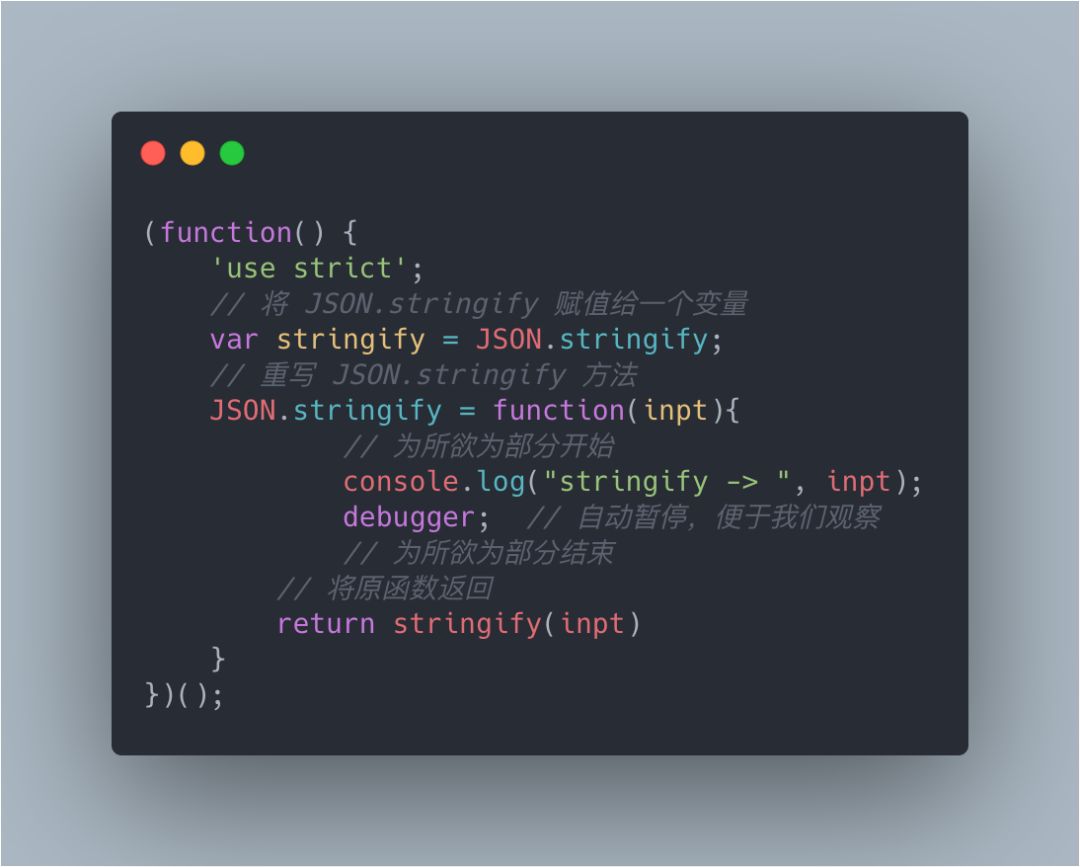 (function() {
    'use strict';
    // 将 JSON.stringify 赋值给一个变量
    var stringify = JSON.stringify;
    // 重写 JSON.stringify 方法
    JSON.stringify = function(inpt){
            // 为所欲为部分开始
            console.log("stringify -> ", inpt);
            debugger;  // 自动暂停，便于我们观察
            // 为所欲为部分结束
        // 将原函数返回
        return stringify(inpt)
    }
})();